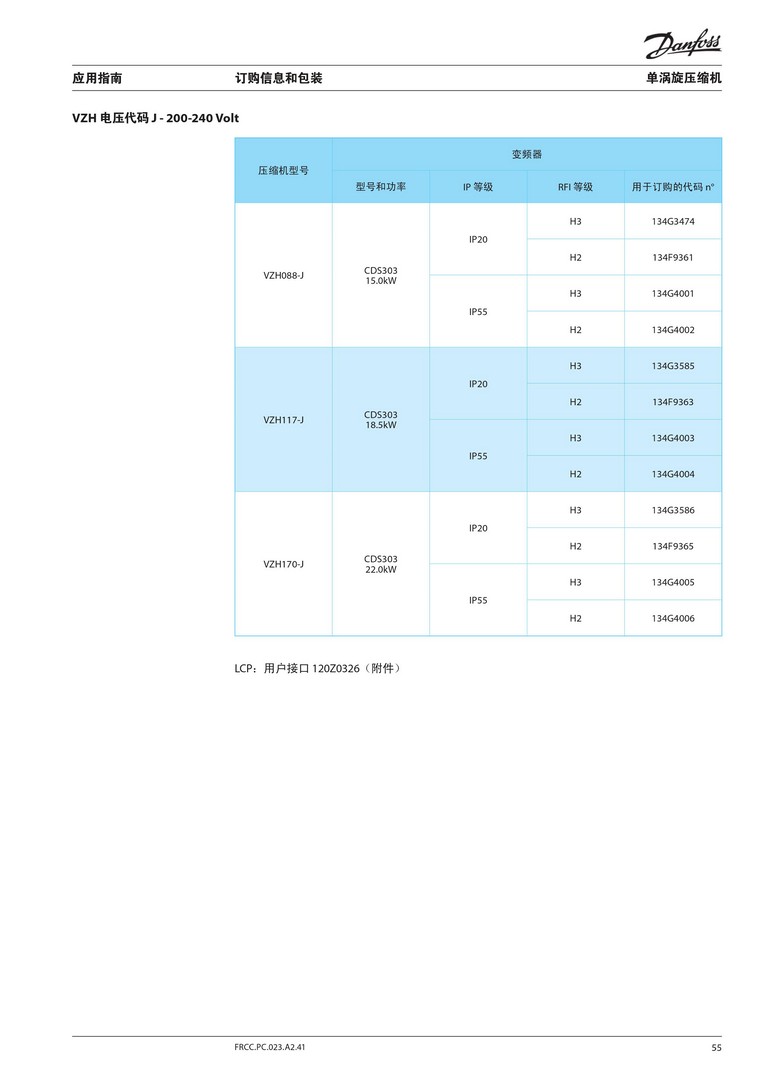 Danfoss
应用指南 订购信息和包装 单涡旋压缩机
VZH 电压代码 J - 200-240 Volt
压缩机型号 变频器
型号和功率 IP 等级 RFI 等级 用于订购的代码 n°
VZH088-J CDS303 15.0kW IP20 H3 134G3474
H2 134F9361
IP55 H3 134G4001
H2 134G4002
VZH117-J CDS303 18.5kW IP20 H3 134G3585
H2 134F9363
IP55 H3 134G4003
H2 134G4004
VZH170-J CDS303 22.0kW IP20 H3 134G3586
H2 134F9365
IP55 H3 134G4005
H2 134G4006
LCP：用户接口 120Z0326（附件）
FRCC.PC.023.A2.41 55